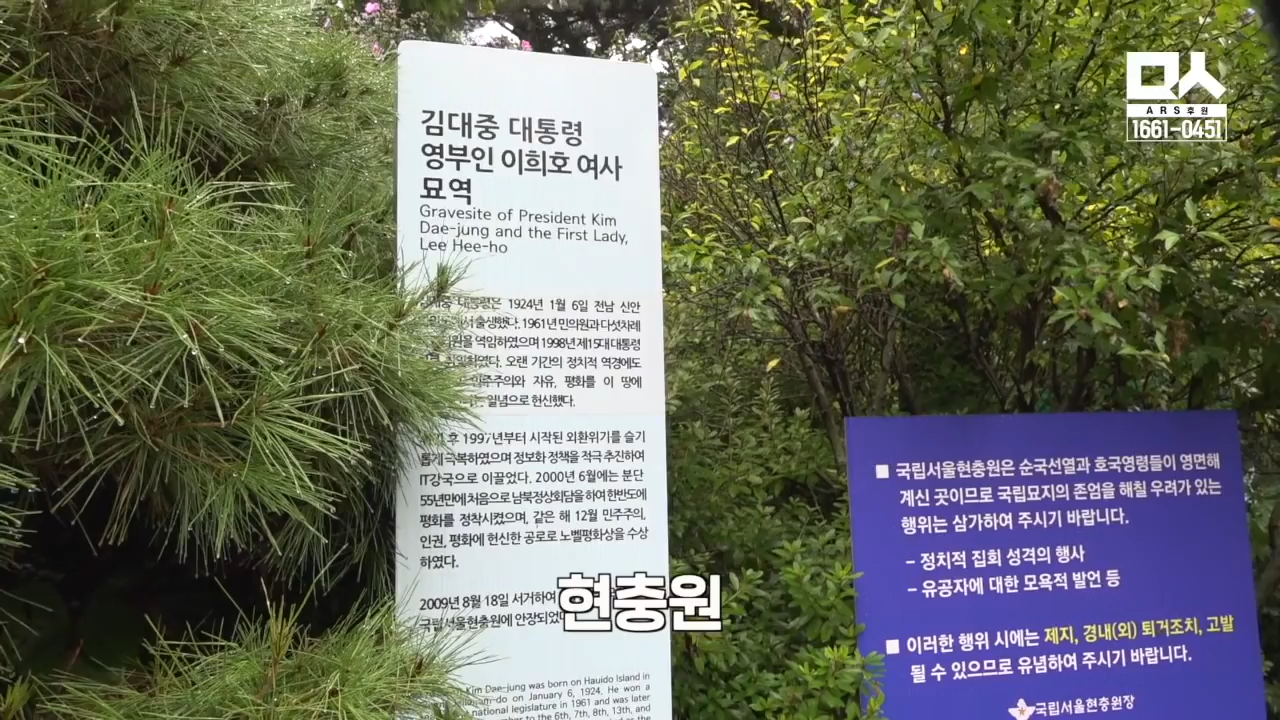 김대중 대통령
영부인 이희호 여사
묘역
Gravesite of President Kim
Dae-jung and the First Lady,
Lee Hee-ho
대통령은 1924년 1월 6일 전남 신안
출생했다. 1961년 민의원과 다섯차례
역임하였으며 1998년 제15대 대통령
오랜 기간의 정치적 역경에도
자유, 평화를 이 땅에
일념으로 헌신했다.
후 1997년부터 시작된 외환위기를 슬기
롭게 극복하였으며 정보화 정책을 적극 추진하여
IT강국으로 이끌었다. 2000년 6월에는 분단
55년만에 처음으로 남북정상회담을 하여 한반도에
평화를 정착시켰으며, 같은 해 12월 민주주의,
인권, 평화에 헌신한 공로로 노벨평화상을 수상
하였다.
2009년 8월 18일 서거하여
국립서울현충원에 안장되었다
Kim Dae-jung was born on Hauido Island in
on January 6, 1924. He won a
national legislature in 1961 and was later
to the 6th, 7th, 8th, 13th, and
현충원
ARS후원
1661-0451
■ 국립서울현충원은 순국선열과 호국영령들이 영면해
계신 곳이므로 국립묘지의 존엄을 해칠 우려가 있는
행위는 삼가하여 주시기 바랍니다.
- 정치적 집회 성격의 행사
- 유공자에 대한 모욕적 발언 등
■ 이러한 행위 시에는 제지, 경내(외) 퇴거조치, 고발
될 수 있으므로 유념하여 주시기 바랍니다.
국립서울현충원장